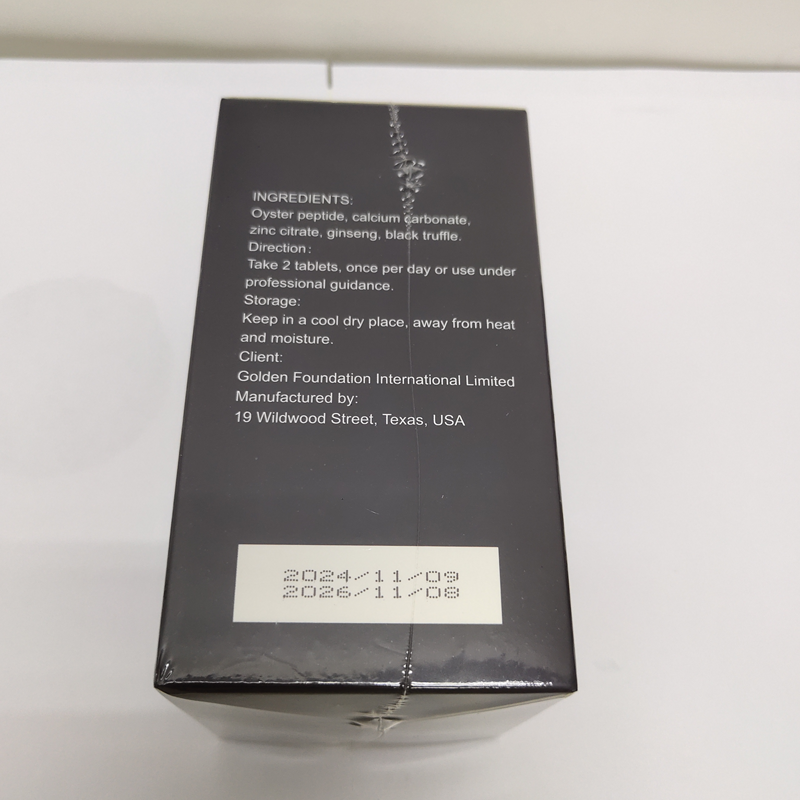 INGREDIENTS:
Oyster peptide, calcium carbonate,
zinc citrate, ginseng, black truffle.
Direction:
Take 2 tablets, once per day or use under
professional guidance.
Storage:
Keep in a cool dry place, away from heat
and moisture.
Client:
Golden Foundation International Limited
Manufactured by:
19 Wildwood Street, Texas, USA
2024/11/09
2026/11/08